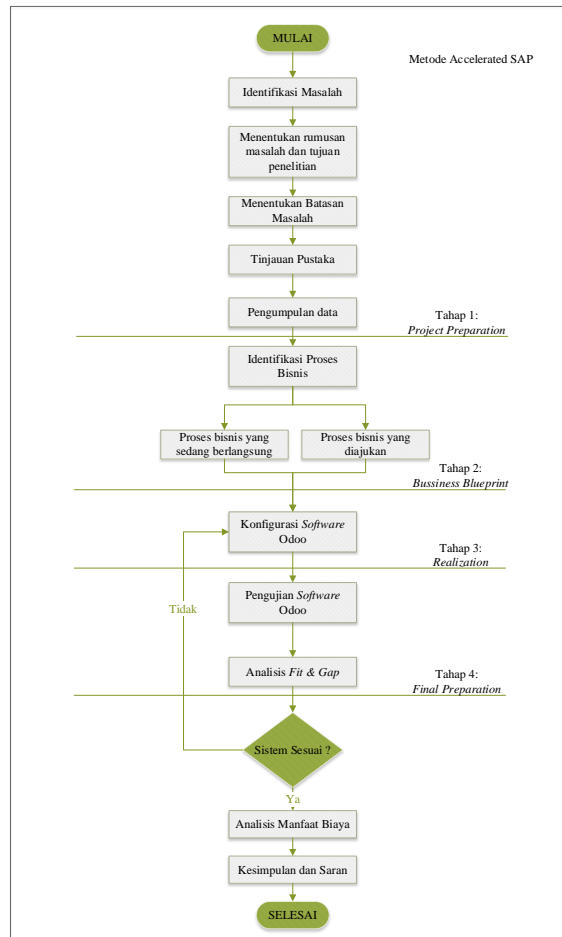 MULAI
Metode Accelerated SAP
Identifikasi Masalah
Menentukan rumusan
masalah dan tujuan
penelitian
Menentukan Batasan
Masalah
Tinjauan Pustaka
Pengumpulan data
Tahap 1:
Project Preparation
Identifikasi Proses
Bisnis
Proses bisnis yang
sedang berlangsung
Proses bisnis yang
diajukan
Tahap 2:
Bussiness Blueprint
Konfigurasi Software
Odoo
Tahap 3:
Realization
Pengujian Software
Odoo
Tidak
Analisis Fit & Gap
Tahap 4:
Final Preparation
Sistem Sesuai ?
Ya
Analisis Manfaat Biaya
Kesimpulan dan Saran
SELESAI